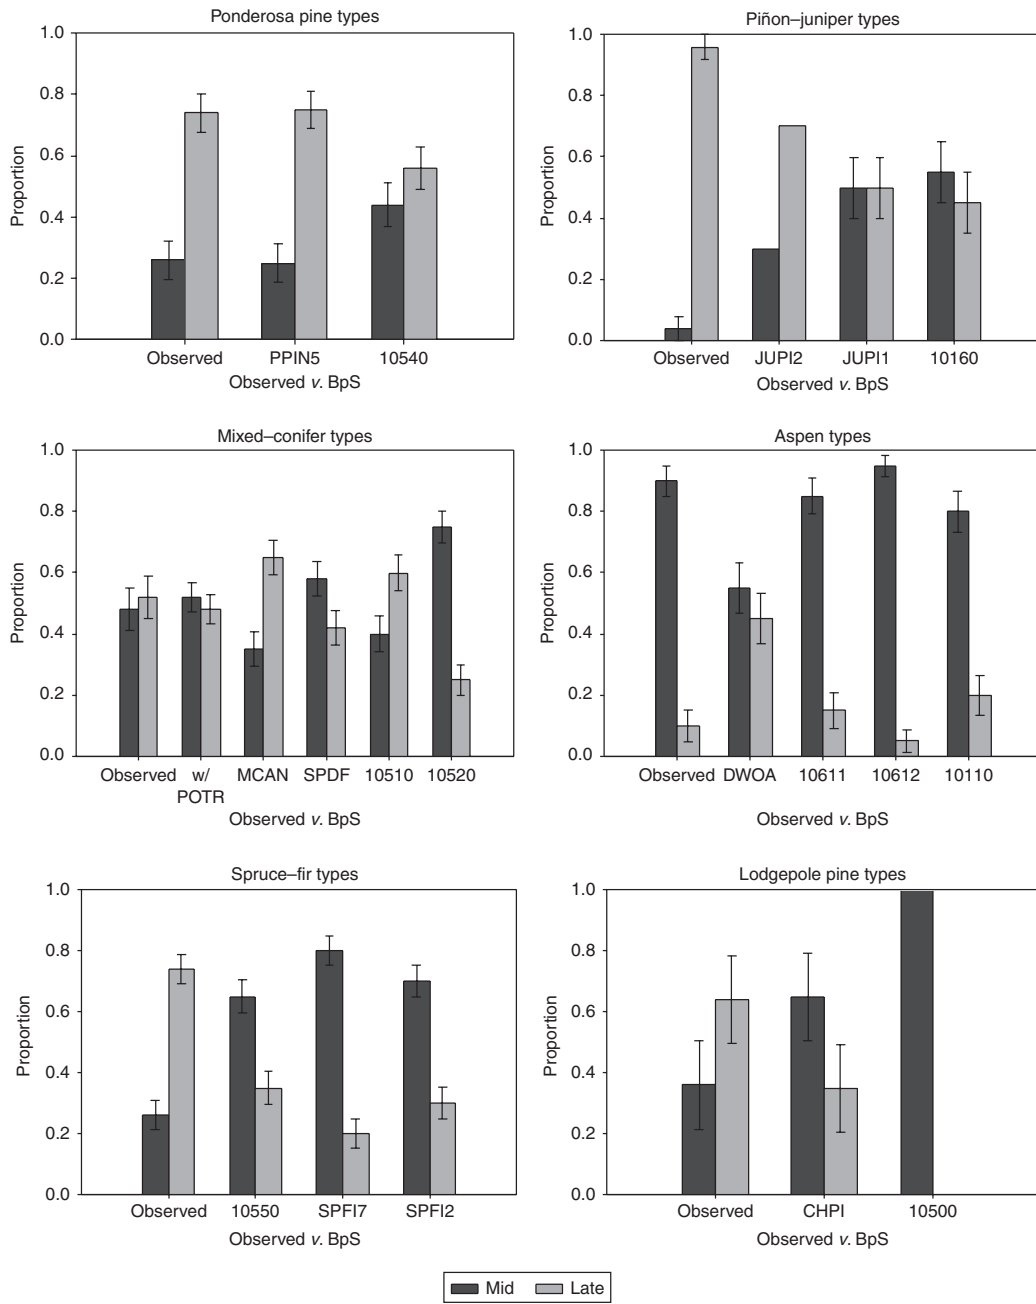 Ponderosa pine types
1.0
0.8
0.6
0.4
0.2
0.0
Proportion
Observed PPIN5 10540
Observed v. BpS
Piñon–juniper types
1.0
0.8
0.6
0.4
0.2
0.0
Proportion
Observed JUPI2 JUPI1 10160
Observed v. BpS
Mixed–conifer types
1.0
0.8
0.6
0.4
0.2
0.0
Proportion
Observed w/ MCAN SPDF 10510 10520
POTR
Observed v. BpS
Aspen types
1.0
0.8
0.6
0.4
0.2
0.0
Proportion
Observed DWOA 10611 10612 10110
Observed v. BpS
Spruce–fir types
1.0
0.8
0.6
0.4
0.2
0.0
Proportion
Observed 10550 SPFI7 SPFI2
Observed v. BpS
Lodgepole pine types
1.0
0.8
0.6
0.4
0.2
0.0
Proportion
Observed CHPI 10500
Observed v. BpS
Mid Late